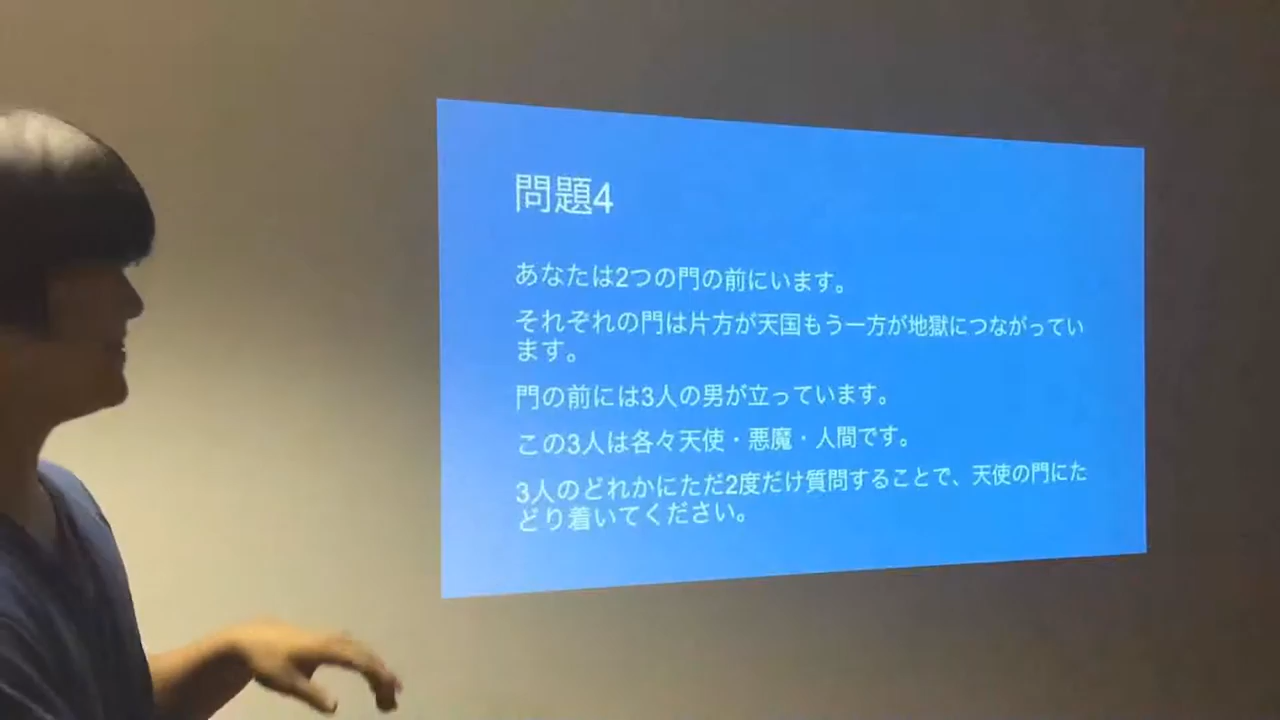 問題4
あなたは2つの門の前にいます。
それぞれの門は片方が天国もう一方が地獄につながってい
ます。
門の前には3人の男が立っています。
この3人は各々天使・悪魔・人間です。
3人のどれかにただ2度だけ質問することで、天使の門にた
どり着いてください。